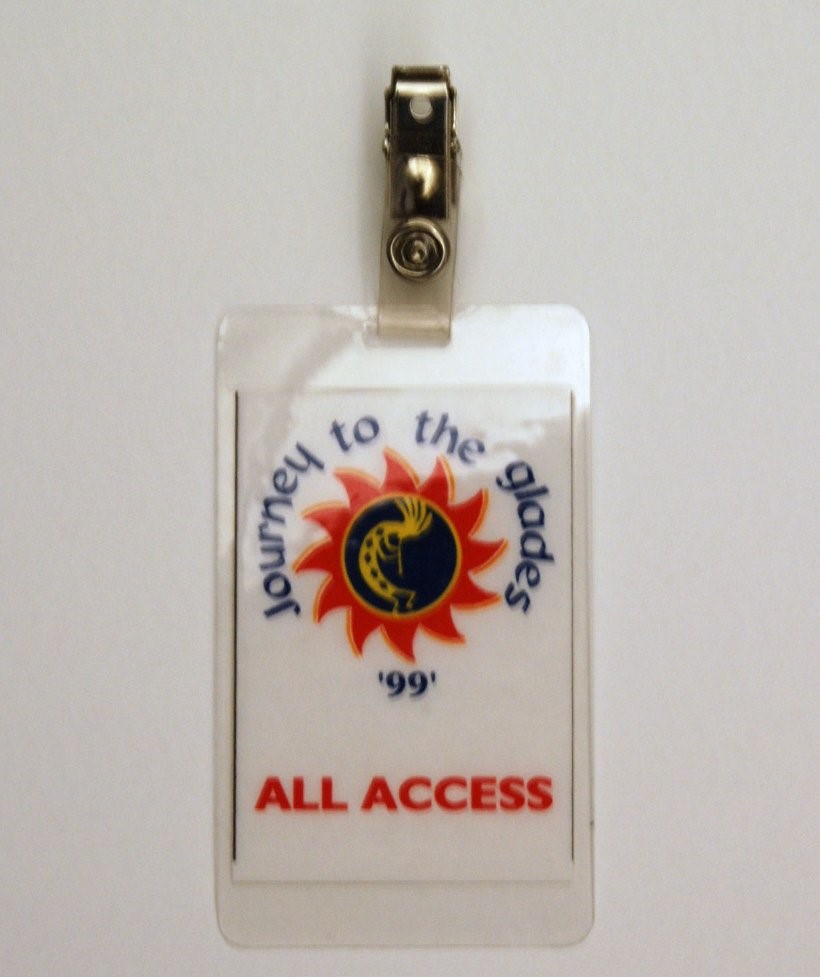 journey to the glades
'99'
ALL ACCESS